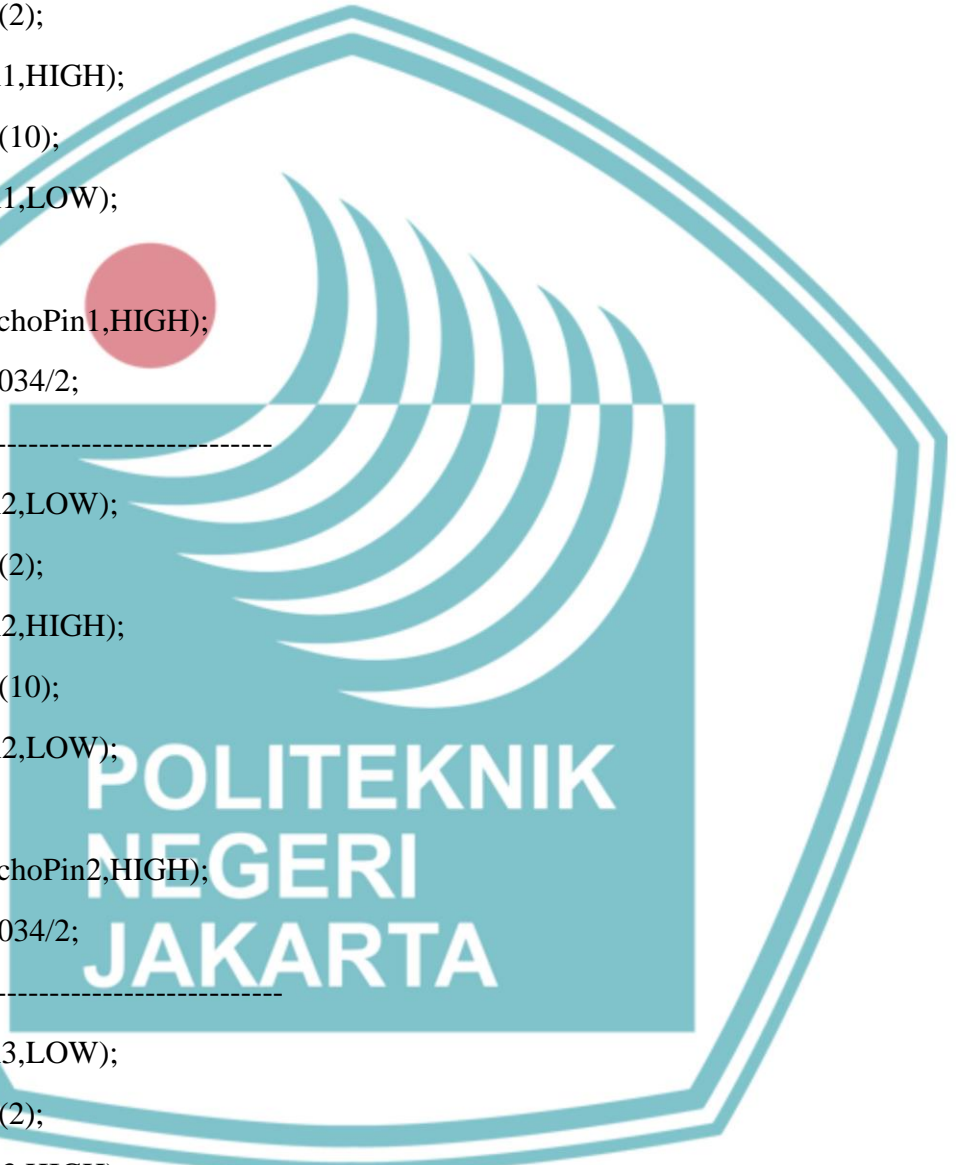 (2);
1,HIGH);
(10);
1,LOW);
choPin1,HIGH);
034/2;
---------------------------
2,LOW);
(2);
2,HIGH);
(10);
2,LOW);
POLITEKNIK
NEGERI
choPin2,HIGH);
034/2;
JAKARTA
----------------------------
3,LOW);
(2);